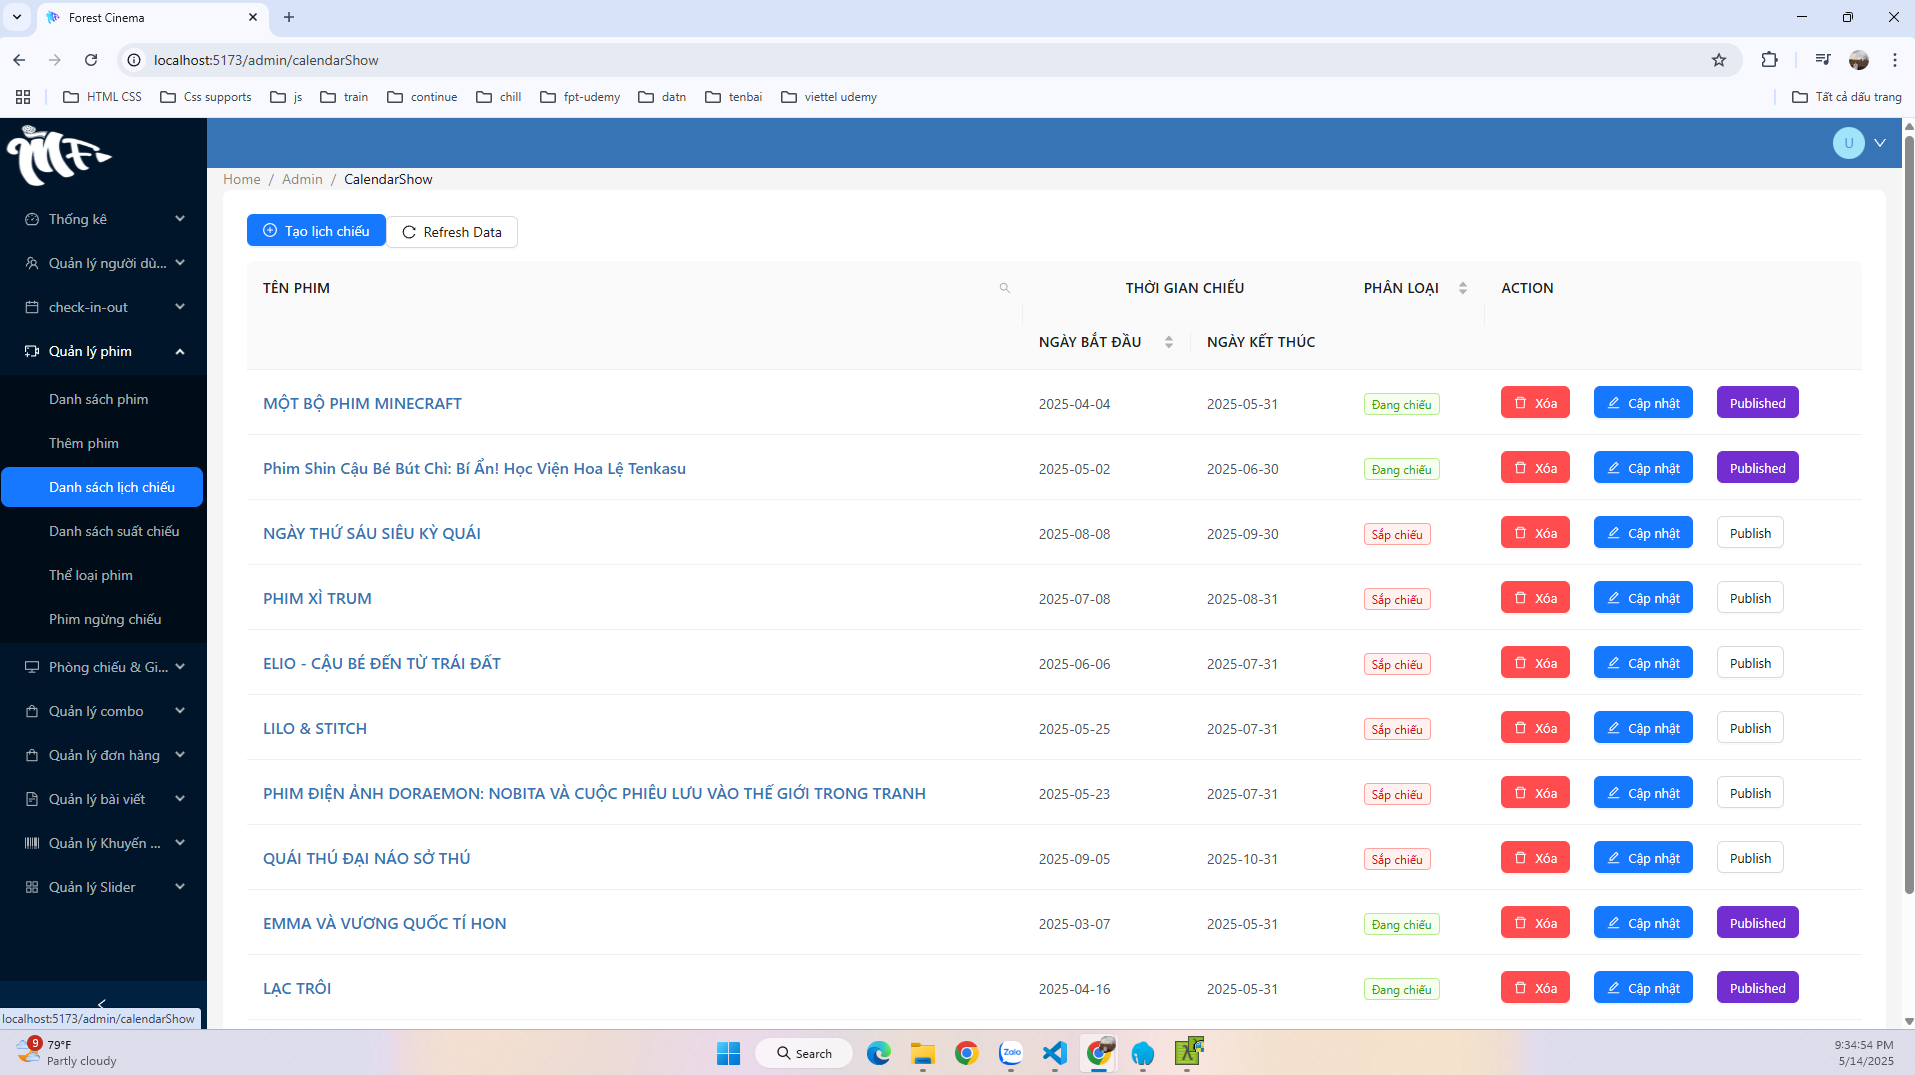 Forest Cinema
localhost:5173/admin/calendarShow
HTML CSS
Css supports
js
train
continue
chill
fpt-udemy
datn
tenbai
viettel udemy
Tất cả dấu trang
MF
U
Thống kê
Quản lý người dù...
check-in-out
Quản lý phim
Danh sách phim
Thêm phim
Danh sách lịch chiếu
Danh sách suất chiếu
Thể loại phim
Phim ngừng chiếu
Phòng chiếu & Gi...
Quản lý combo
Quản lý đơn hàng
Quản lý bài viết
Quản lý Khuyến ...
Quản lý Slider
localhost:5173/admin/calendarShow
Home / Admin / CalendarShow
Tạo lịch chiếu
Refresh Data
TÊN PHIM THỜI GIAN CHIẾU PHÂN LOẠI ACTION
NGÀY BẮT ĐẦU NGÀY KẾT THÚC
MỘT BỘ PHIM MINECRAFT 2025-04-04 2025-05-31 Đang chiếu Xóa Cập nhật Published
Phim Shin Cậu Bé Bút Chì: Bí Ẩn! Học Viện Hoa Lệ Tenkasu 2025-05-02 2025-06-30 Đang chiếu Xóa Cập nhật Published
NGÀY THỨ SÁU SIÊU KỲ QUÁI 2025-08-08 2025-09-30 Sắp chiếu Xóa Cập nhật Publish
PHIM XÌ TRUM 2025-07-08 2025-08-31 Sắp chiếu Xóa Cập nhật Publish
ELIO - CẬU BÉ ĐẾN TỪ TRÁI ĐẤT 2025-06-06 2025-07-31 Sắp chiếu Xóa Cập nhật Publish
LILO & STITCH 2025-05-25 2025-07-31 Sắp chiếu Xóa Cập nhật Publish
PHIM ĐIỆN ẢNH DORAEMON: NOBITA VÀ CUỘC PHIÊU LƯU VÀO THẾ GIỚI TRONG TRANH 2025-05-23 2025-07-31 Sắp chiếu Xóa Cập nhật Publish
QUÁI THÚ ĐẠI NÁO SỞ THÚ 2025-09-05 2025-10-31 Sắp chiếu Xóa Cập nhật Publish
EMMA VÀ VƯƠNG QUỐC TÍ HON 2025-03-07 2025-05-31 Đang chiếu Xóa Cập nhật Published
LẠC TRÔI 2025-04-16 2025-05-31 Đang chiếu Xóa Cập nhật Published
9
79°F
Partly cloudy
Search
Zalo
9:34:54 PM
5/14/2025